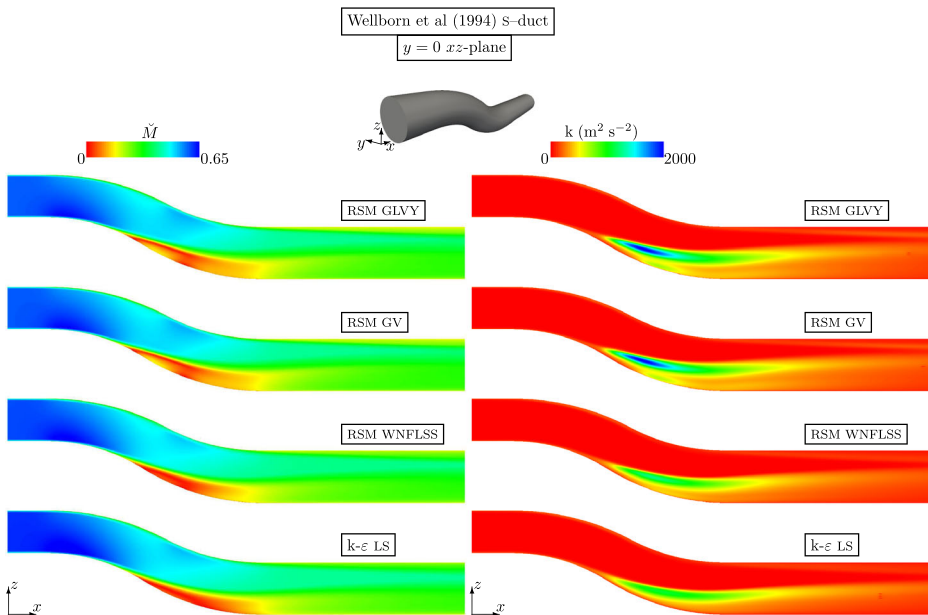 Wellborn et al (1994) S–duct
y = 0 xz-plane
z
y
x
M̆
0
0.65
k (m² s⁻²)
0
2000
RSM GLVY
RSM GLVY
RSM GV
RSM GV
RSM WNFLSS
RSM WNFLSS
k-ε LS
k-ε LS
z
x
z
x